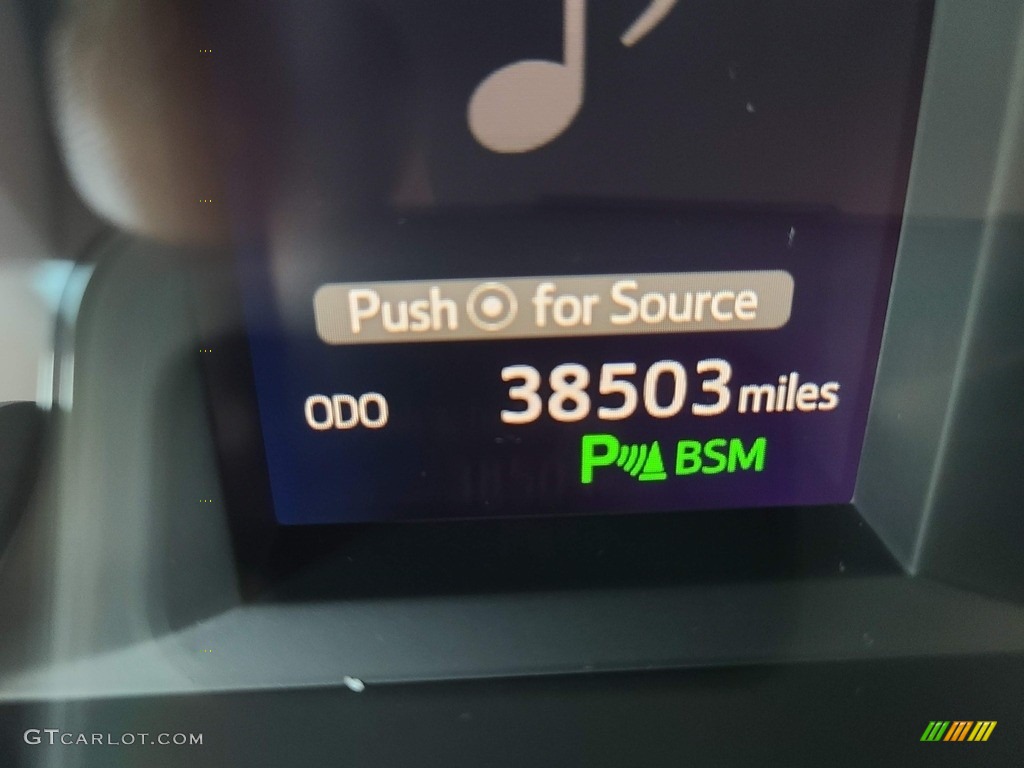 Push for Source
ODO 38503 miles
P BSM
GTCARLOT.COM